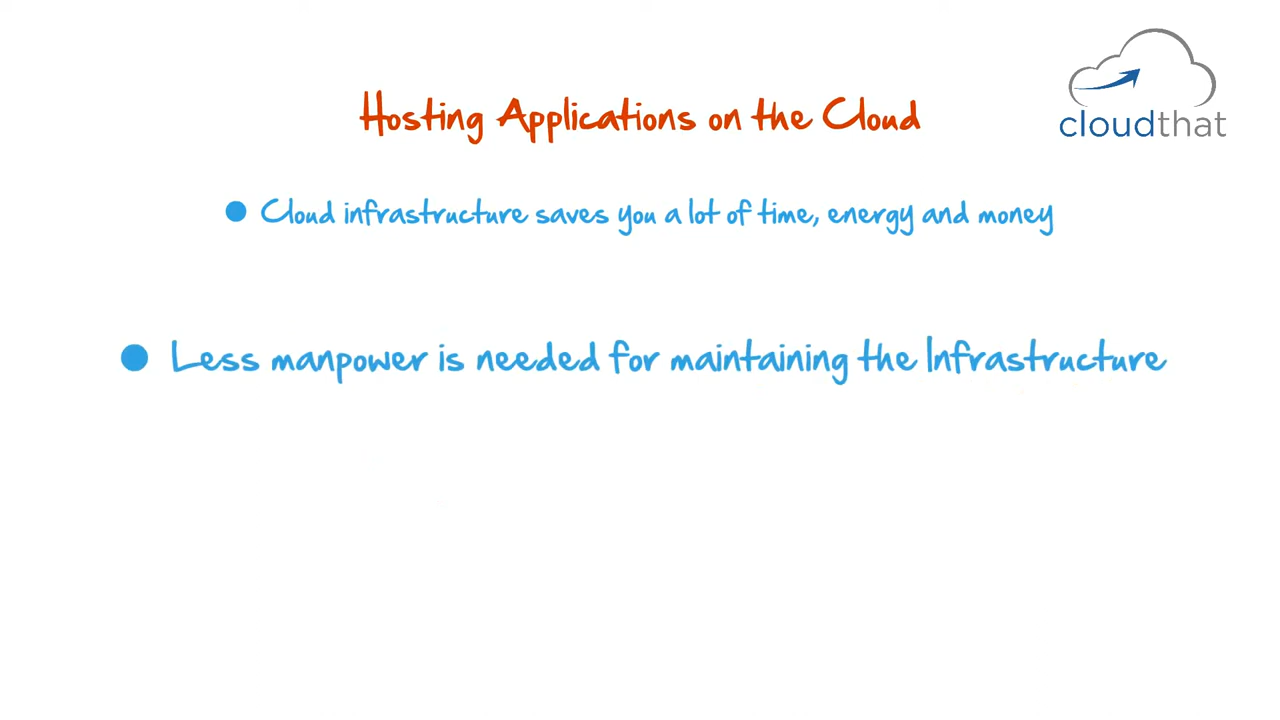 Hosting Applications on the Cloud
cloudthat
● Cloud infrastructure saves you a lot of time, energy and money
● Less manpower is needed for maintaining the Infrastructure